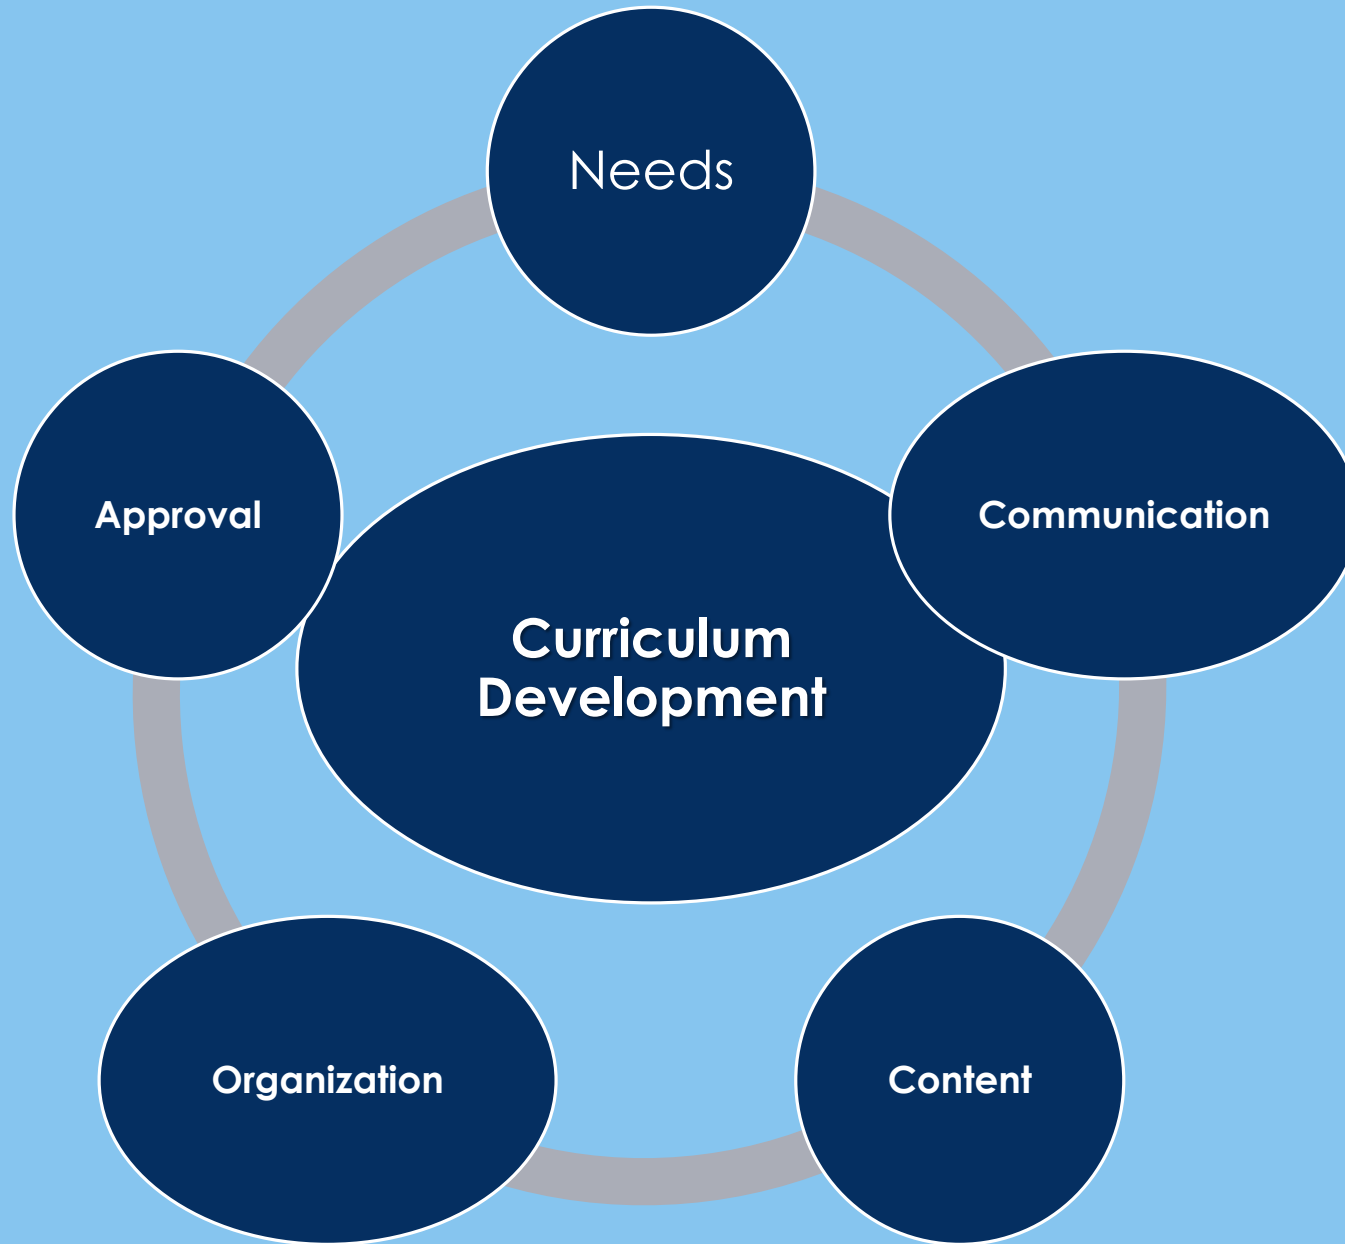 Needs
Approval
Communication
Curriculum
Development
Organization
Content